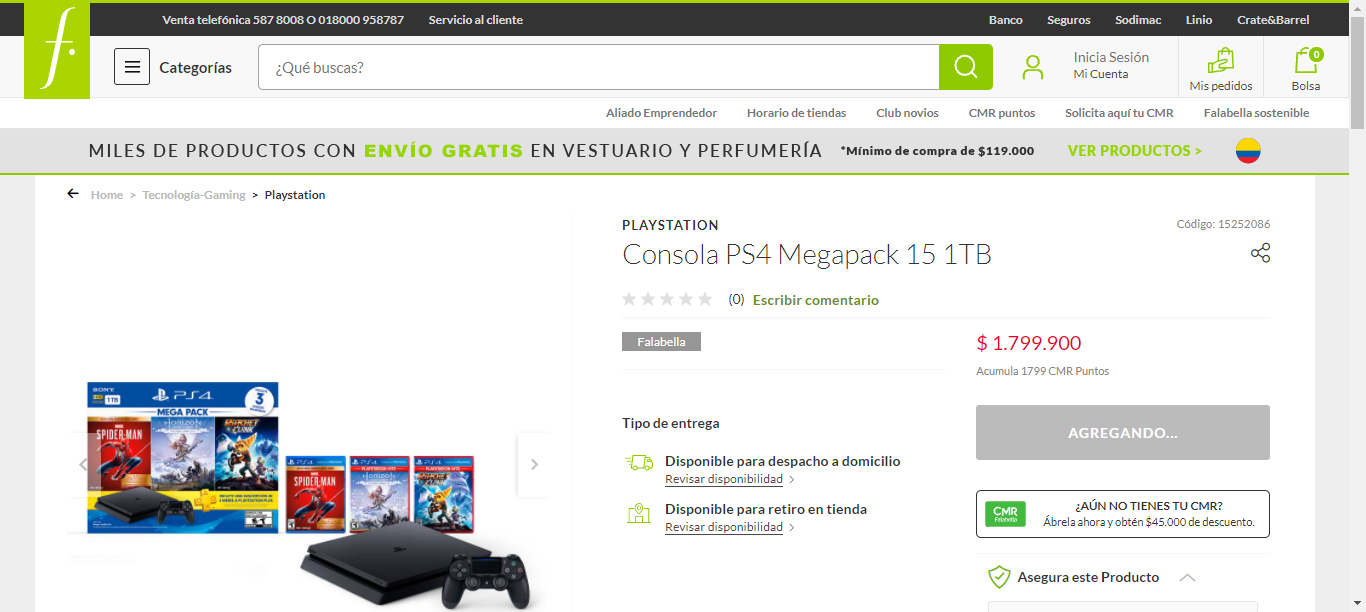 Venta telefónica 587 8008 O 018000 958787 Servicio al cliente Banco Seguros Sodimac Linio Crate&Barrel
f.
Categorías ¿Qué buscas? Inicia Sesión
Mi Cuenta
Mis pedidos
0
Bolsa
Aliado Emprendedor Horario de tiendas Club novios CMR puntos Solicita aquí tu CMR Falabella sostenible
MILES DE PRODUCTOS CON ENVÍO GRATIS EN VESTUARIO Y PERFUMERÍA *Mínimo de compra de $119.000 VER PRODUCTOS >
Home > Tecnología-Gaming > Playstation
PLAYSTATION Código: 15252086
Consola PS4 Megapack 15 1TB
(0) Escribir comentario
Falabella
$ 1.799.900
Acumula 1799 CMR Puntos
AGREGANDO...
Tipo de entrega
Disponible para despacho a domicilio
Revisar disponibilidad >
Disponible para retiro en tienda
Revisar disponibilidad >
CMR
Falabella
¿AÚN NO TIENES TU CMR?
Ábrela ahora y obtén $45.000 de descuento.
Asegura este Producto
SONY
1TB
PS4
3
MEGA PACK
SPIDER-MAN
HORIZON
RATCHET CLANK
PS4
SPIDER-MAN
PS4
PLAYSTATION HITS
HORIZON
PS4
PLAYSTATION HITS
RATCHET CLANK